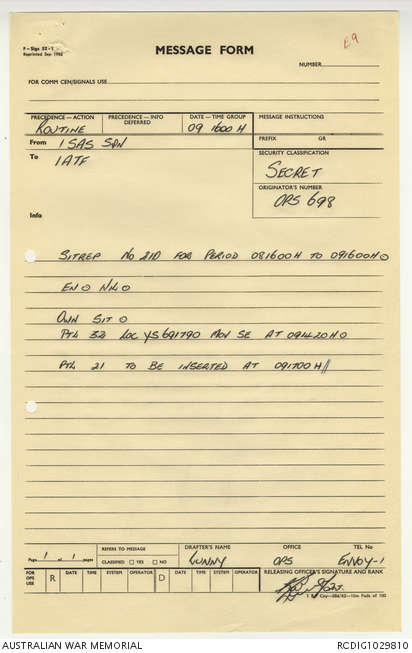 F-Sigs 52-1
Reprinted Sep 1965
MESSAGE FORM
89
NUMBER
FOR COMM CEN/SIGNALS USE
PRECEDENCE—ACTION
ROUTINE
PRECEDENCE—INFO
DEFERRED
DATE—TIME GROUP
09 1600 H
MESSAGE INSTRUCTIONS
From 1 SAS SQN
PREFIX GR
To 1ATF
SECURITY CLASSIFICATION
SECRET
ORIGINATOR'S NUMBER
OPS 698
Info
SITREP No 210 FOR PERIOD 081600H TO 091600H O
EN O NIL O
OWN SIT O
PTL 32 LOC YS 691790 MOV SE AT 091420H O
PTL 21 TO BE INSERTED AT 091700 H//
Page 1 of 1 pages
REFERS TO MESSAGE
CLASSIFIED YES NO
DRAFTER'S NAME
LUNNY
OFFICE
OPS
TEL No
ENVOY-1
FOR OPS USE
R DATE TIME SYSTEM OPERATOR D DATE TIME SYSTEM OPERATOR
RELEASING OFFICER'S SIGNATURE AND RANK
AUSTRALIAN WAR MEMORIAL
RCDIG1029810